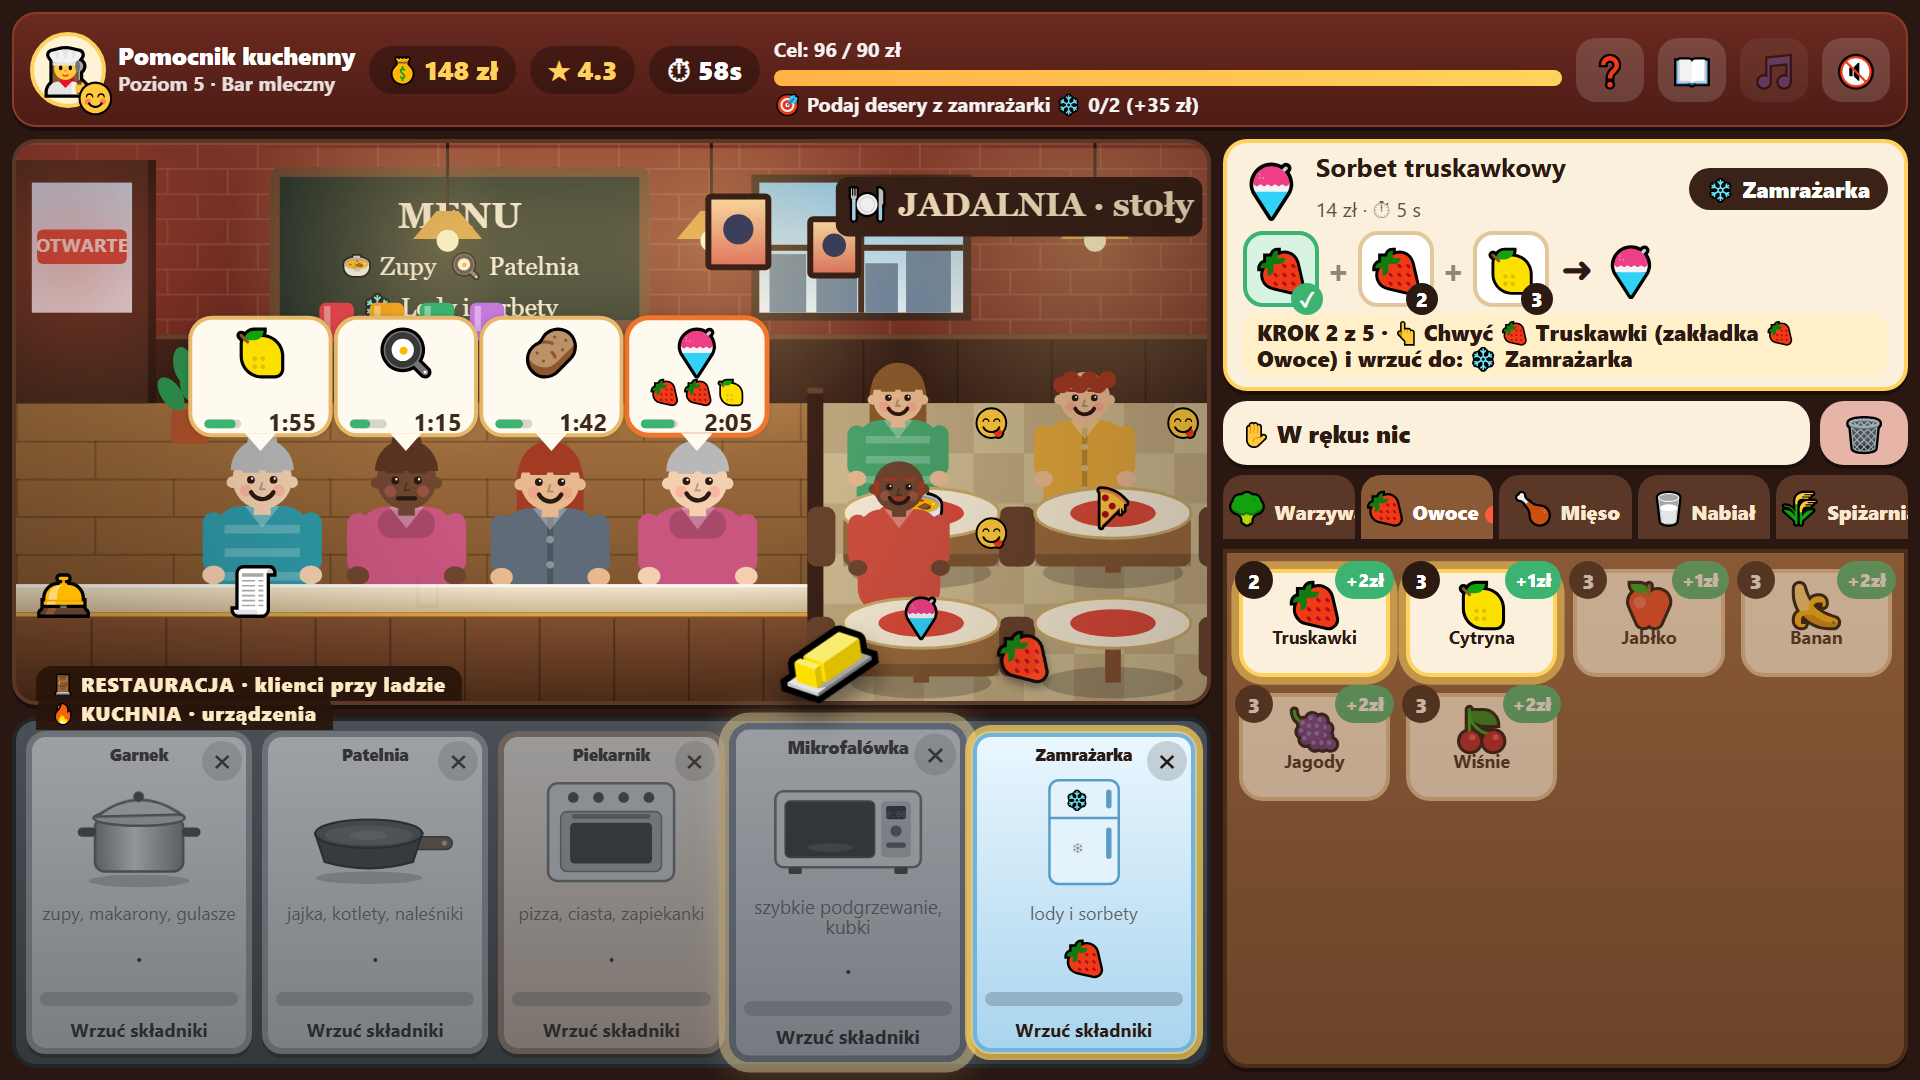 Pomocnik kuchenny
Poziom 5 · Bar mleczny
148 zł
★ 4.3
58s
Cel: 96 / 90 zł
Podaj desery z zamrażarki 0/2 (+35 zł)
OTWARTE
MENU
Zupy Patelnia
Lody i sorbety
JADALNIA · stoły
1:55
1:15
1:42
2:05
RESTAURACJA · klienci przy ladzie
KUCHNIA · urządzenia
Garnek
zupy, makarony, gulasze
Wrzuć składniki
Patelnia
jajka, kotlety, naleśniki
Wrzuć składniki
Piekarnik
pizza, ciasta, zapiekanki
Wrzuć składniki
Mikrofalówka
szybkie podgrzewanie,
kubki
Wrzuć składniki
Zamrażarka
lody i sorbety
Wrzuć składniki
Sorbet truskawkowy
14 zł · 5 s
Zamrażarka
+ 2 + 3
KROK 2 z 5 · Chwyć Truskawki (zakładka
Owoce) i wrzuć do: Zamrażarka
W ręku: nic
Warzyw
Owoce
Mięso
Nabiał
Spiżarni
2 +2zł
Truskawki
3 +1zł
Cytryna
3 +1zł
Jabłko
3 +2zł
Banan
3 +2zł
Jagody
3 +2zł
Wiśnie